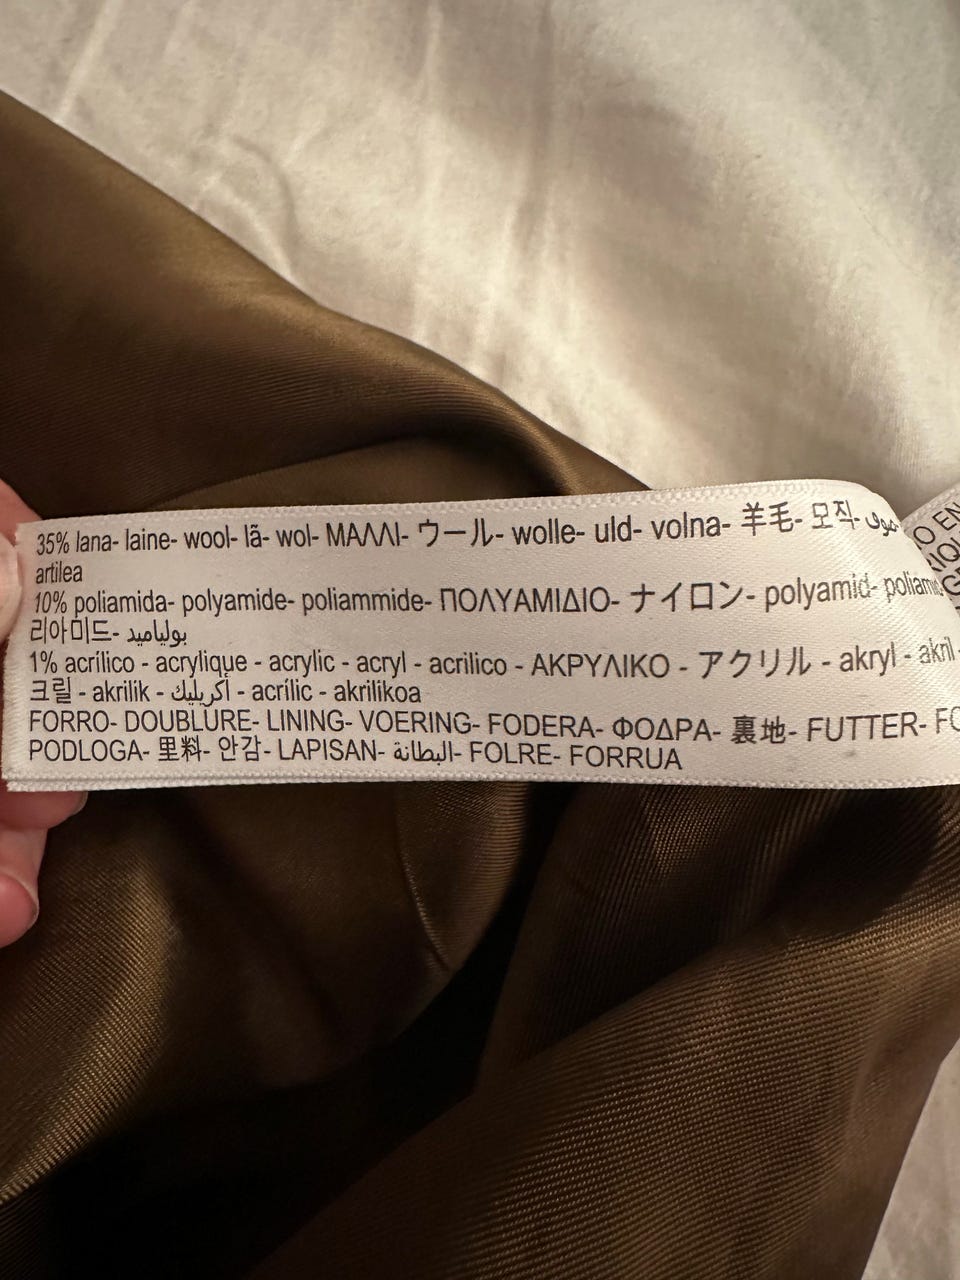 35% lana- laine- wool- lã- wol- ΜΑΛΛΙ- ウール- wolle- uld- volna- 羊毛- 모직- صوف-
artilea
10% poliamida- polyamide- poliammide- ΠΟΛΥΑΜΙΔΙΟ- ナイロン- polyamid-
리아미드- بولياميد
1% acrílico - acrylique - acrylic - acryl - acrilico - ΑΚΡΥΛΙΚΟ - アクリル - akryl - akril -
크릴 - akrilik - أكريليك - acrílic - akrilikoa
FORRO- DOUBLURE- LINING- VOERING- FODERA- ΦΟΔΡΑ- 裏地- FUTTER-
PODLOGA- 里料- 안감- LAPISAN- البطانة- FOLRE- FORRUA